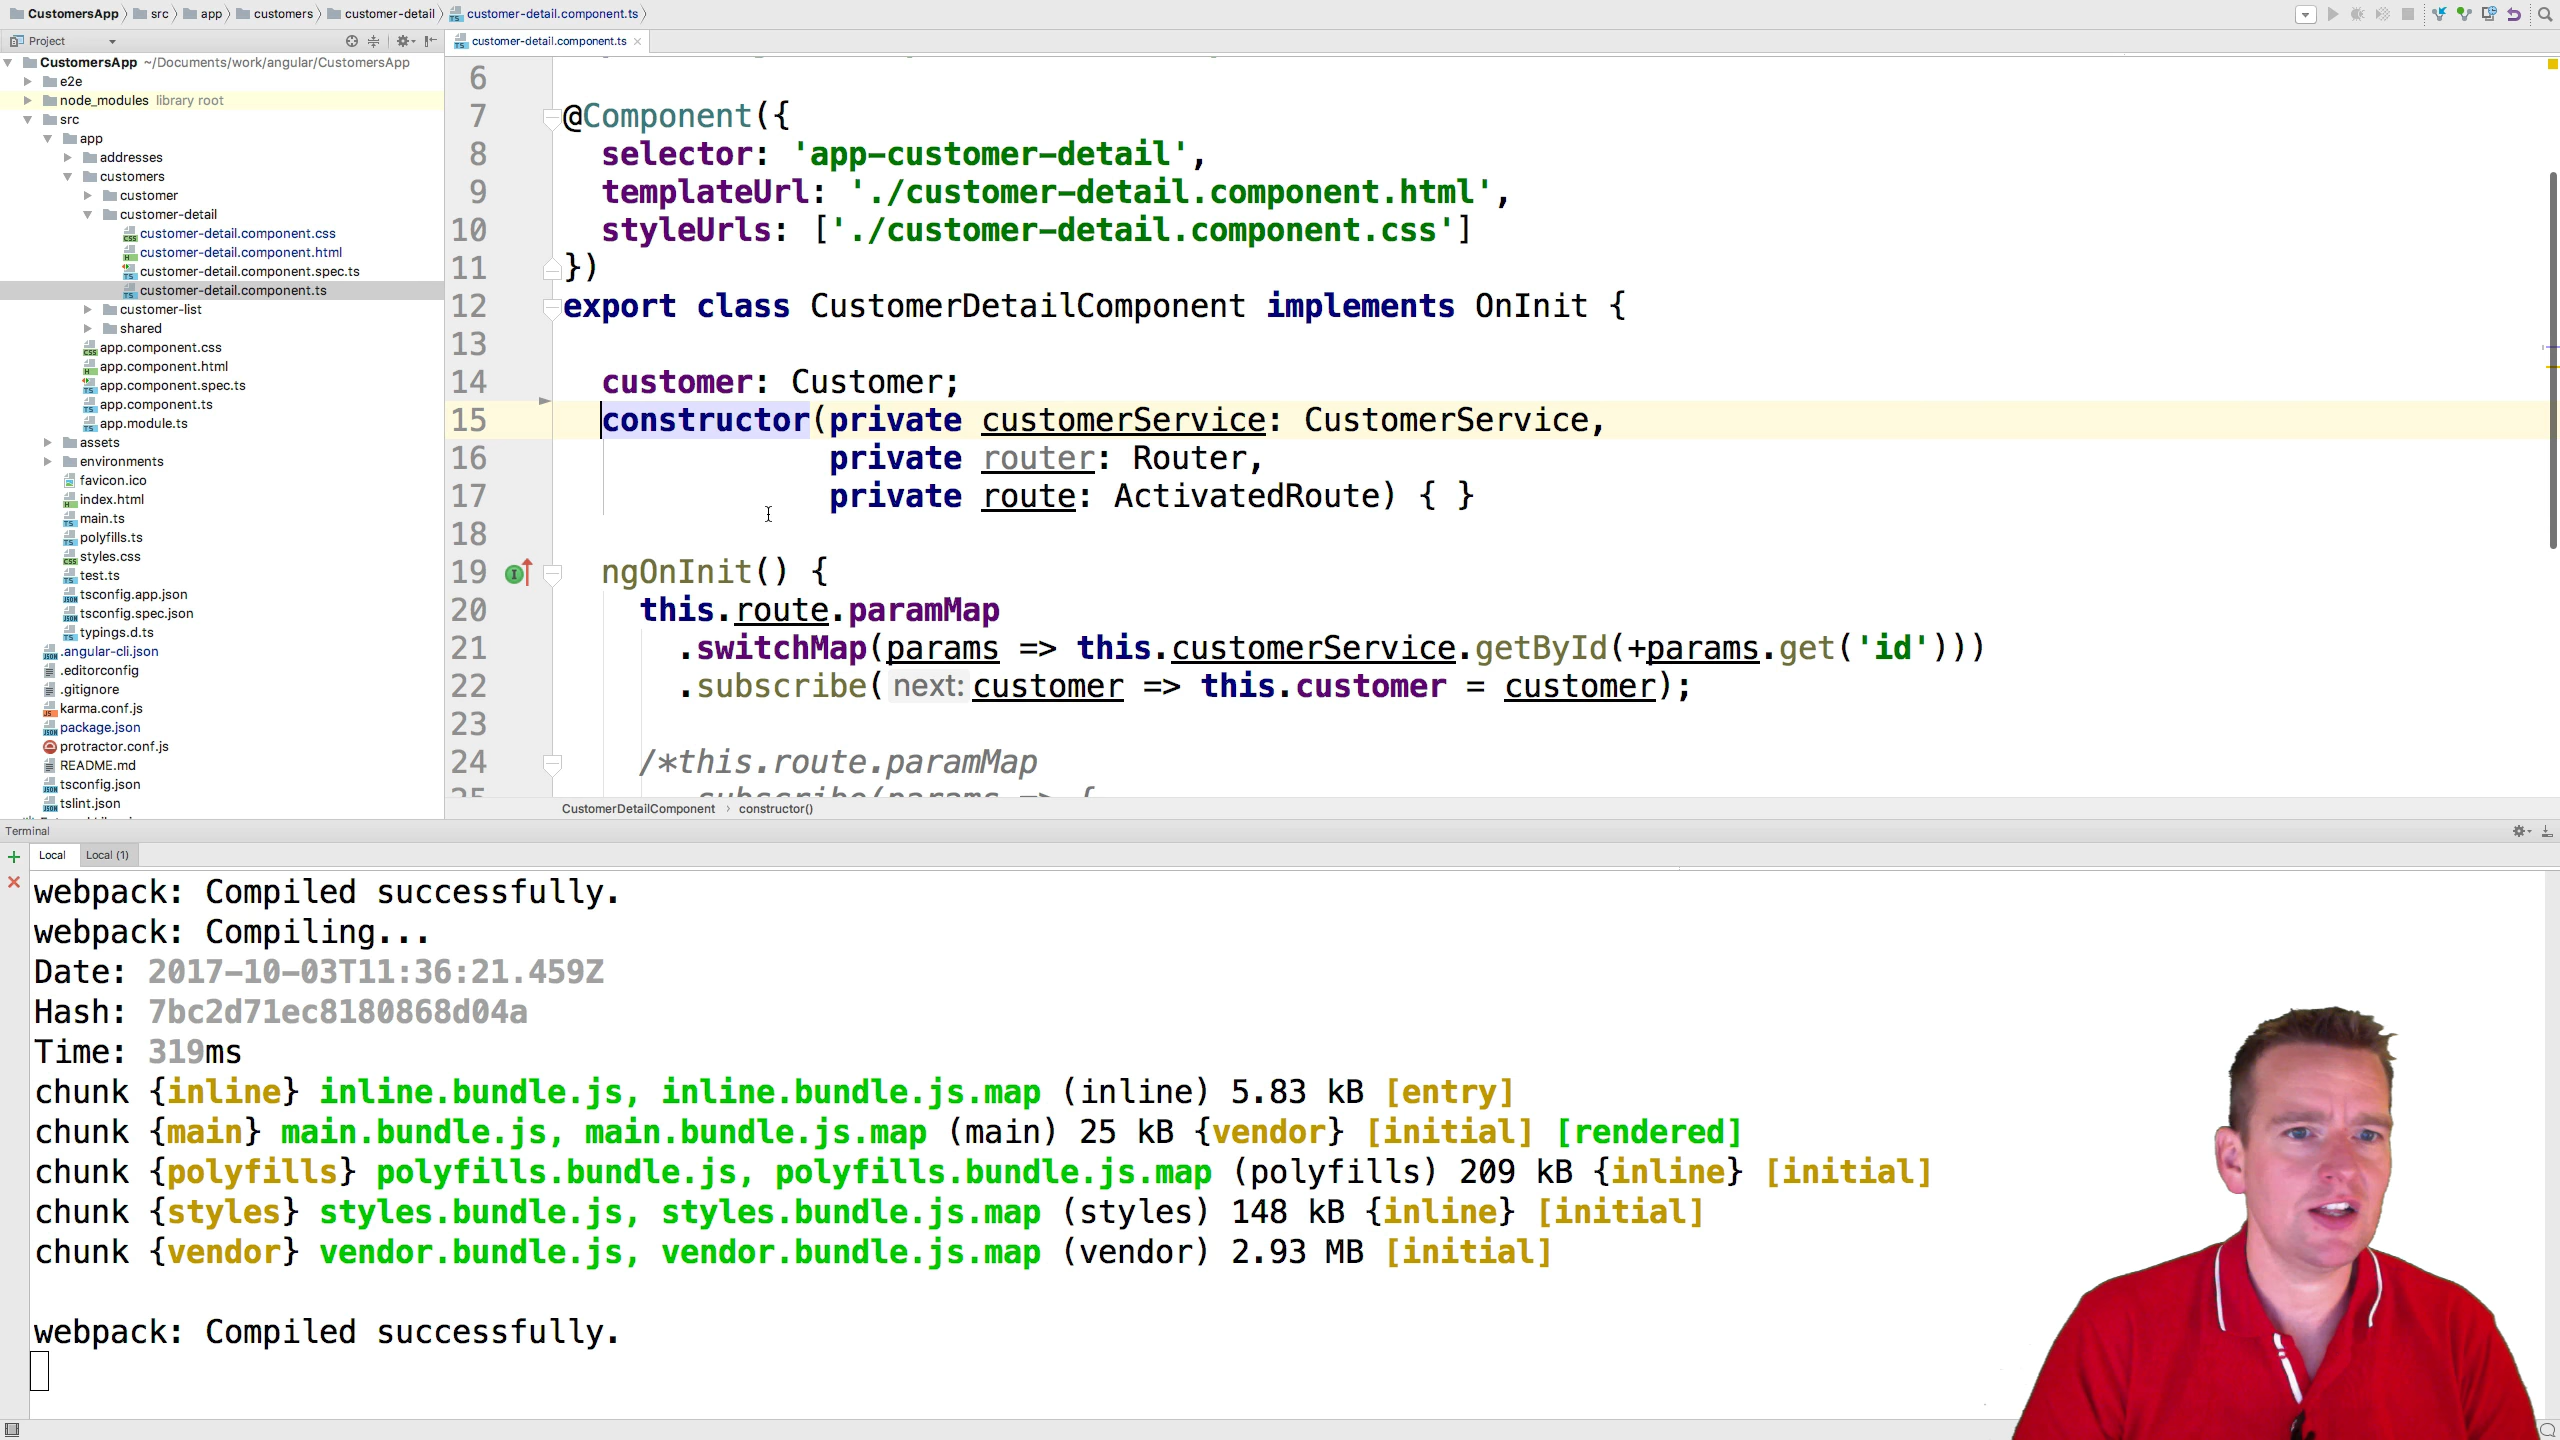 CustomersApp src app customers customer-detail customer-detail.component.ts
Project
customer-detail.component.ts
CustomersApp ~/Documents/work/angular/CustomersApp
e2e
node_modules library root
src
app
addresses
customers
customer
customer-detail
customer-detail.component.css
customer-detail.component.html
customer-detail.component.spec.ts
customer-detail.component.ts
customer-list
shared
app.component.css
app.component.html
app.component.spec.ts
app.component.ts
app.module.ts
assets
environments
favicon.ico
index.html
main.ts
polyfills.ts
styles.css
test.ts
tsconfig.app.json
tsconfig.spec.json
typings.d.ts
.angular-cli.json
.editorconfig
.gitignore
karma.conf.js
package.json
protractor.conf.js
README.md
tsconfig.json
tslint.json
6
7 @Component({
8 selector: 'app-customer-detail',
9 templateUrl: './customer-detail.component.html',
10 styleUrls: ['./customer-detail.component.css']
11 })
12 export class CustomerDetailComponent implements OnInit {
13
14 customer: Customer;
15 constructor(private customerService: CustomerService,
16 private router: Router,
17 private route: ActivatedRoute) { }
18
19 ngOnInit() {
20 this.route.paramMap
21 .switchMap(params => this.customerService.getById(+params.get('id')))
22 .subscribe( next: customer => this.customer = customer);
23
24 /*this.route.paramMap
25 .subscribe(params => {
CustomerDetailComponent › constructor()
Terminal
Local Local (1)
webpack: Compiled successfully.
webpack: Compiling...
Date: 2017-10-03T11:36:21.459Z
Hash: 7bc2d71ec8180868d04a
Time: 319ms
chunk {inline} inline.bundle.js, inline.bundle.js.map (inline) 5.83 kB [entry]
chunk {main} main.bundle.js, main.bundle.js.map (main) 25 kB {vendor} [initial] [rendered]
chunk {polyfills} polyfills.bundle.js, polyfills.bundle.js.map (polyfills) 209 kB {inline} [initial]
chunk {styles} styles.bundle.js, styles.bundle.js.map (styles) 148 kB {inline} [initial]
chunk {vendor} vendor.bundle.js, vendor.bundle.js.map (vendor) 2.93 MB [initial]
webpack: Compiled successfully.